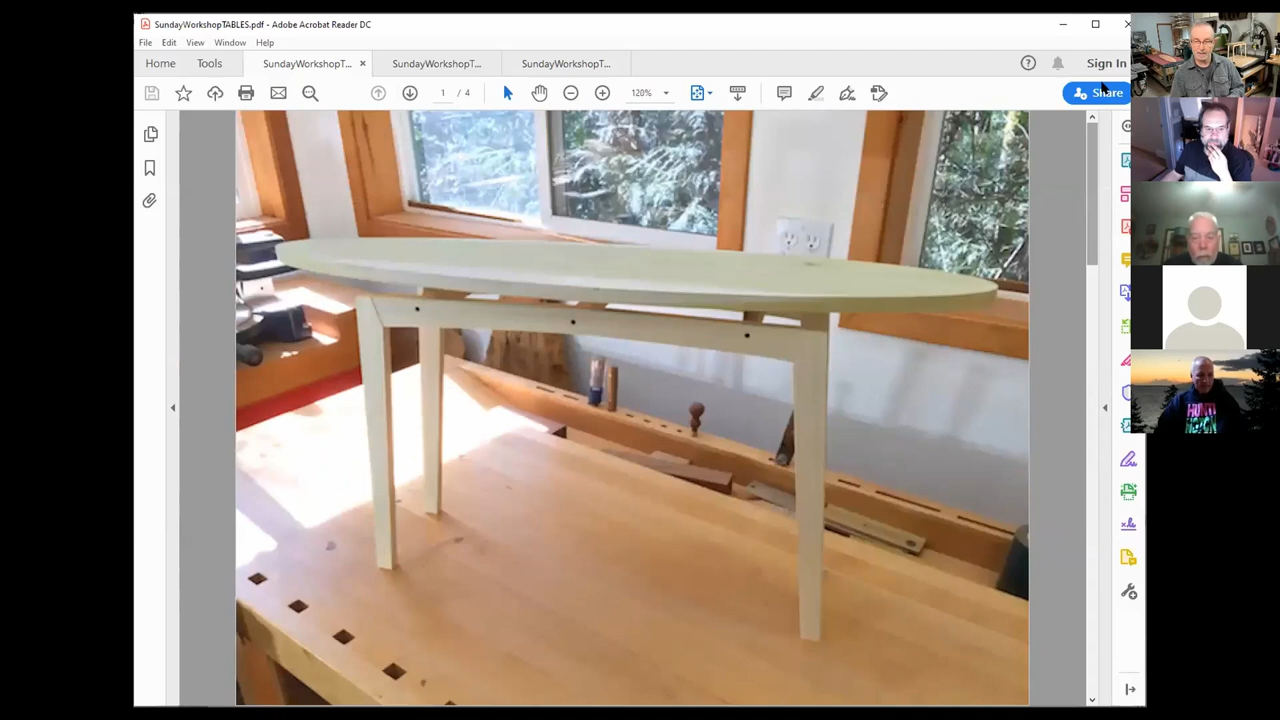 SundayWorkshopTABLES.pdf - Adobe Acrobat Reader DC
File Edit View Window Help
Home Tools SundayWorkshopT... × SundayWorkshopT... SundayWorkshopT... ? Sign In
1 / 4 120% Share
HUNT